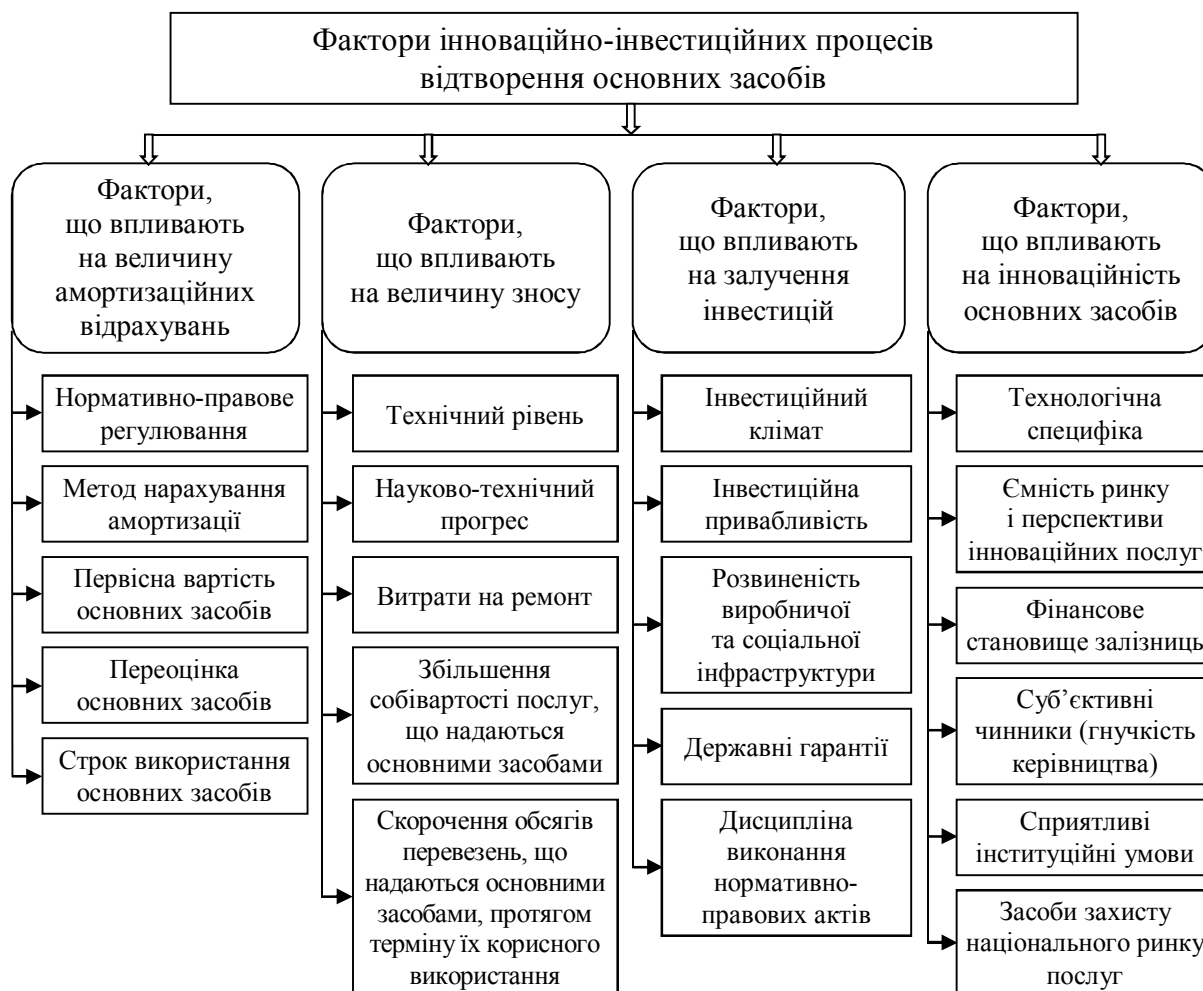 Фактори інноваційно-інвестиційних процесів
відтворення основних засобів
Фактори,
що впливають
на величину
амортизаційних
відрахувань
Нормативно-правове
регулювання
Метод нарахування
амортизації
Первісна вартість
основних засобів
Переоцінка
основних засобів
Строк використання
основних засобів
Фактори,
що впливають
на величину зносу
Технічний рівень
Науково-технічний
прогрес
Витрати на ремонт
Збільшення
собівартості послуг,
що надаються
основними засобами
Скорочення обсягів
перевезень, що
надаються основними
засобами, протягом
терміну їх корисного
використання
Фактори,
що впливають
на залучення
інвестицій
Інвестиційний
клімат
Інвестиційна
привабливість
Розвиненість
виробничої
та соціальної
інфраструктури
Державні гарантії
Дисципліна
виконання
нормативно-
правових актів
Фактори,
що впливають
на інноваційність
основних засобів
Технологічна
специфіка
Ємність ринку
і перспективи
інноваційних послуг
Фінансове
становище залізниць
Суб’єктивні
чинники (гнучкість
керівництва)
Сприятливі
інституційні умови
Засоби захисту
національного ринку
послуг